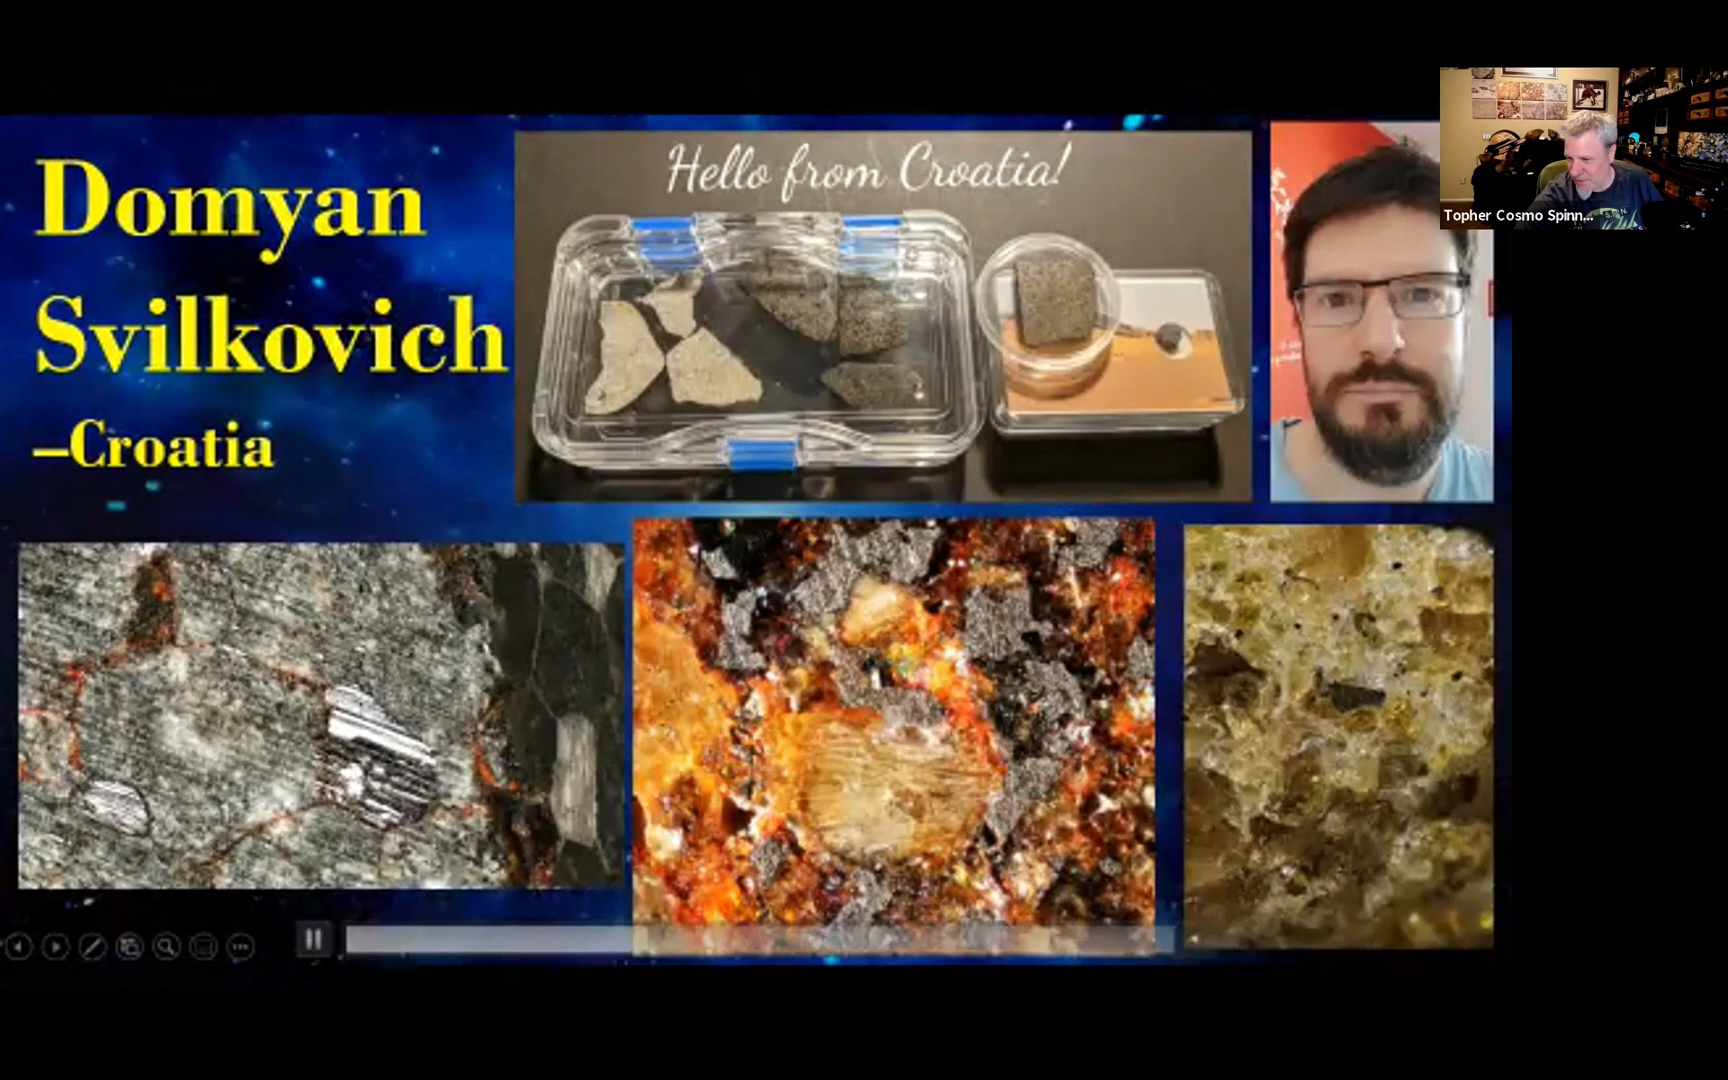 Domyan
Svilkovich
–Croatia
Hello from Croatia!
Topher Cosmo Spinn...